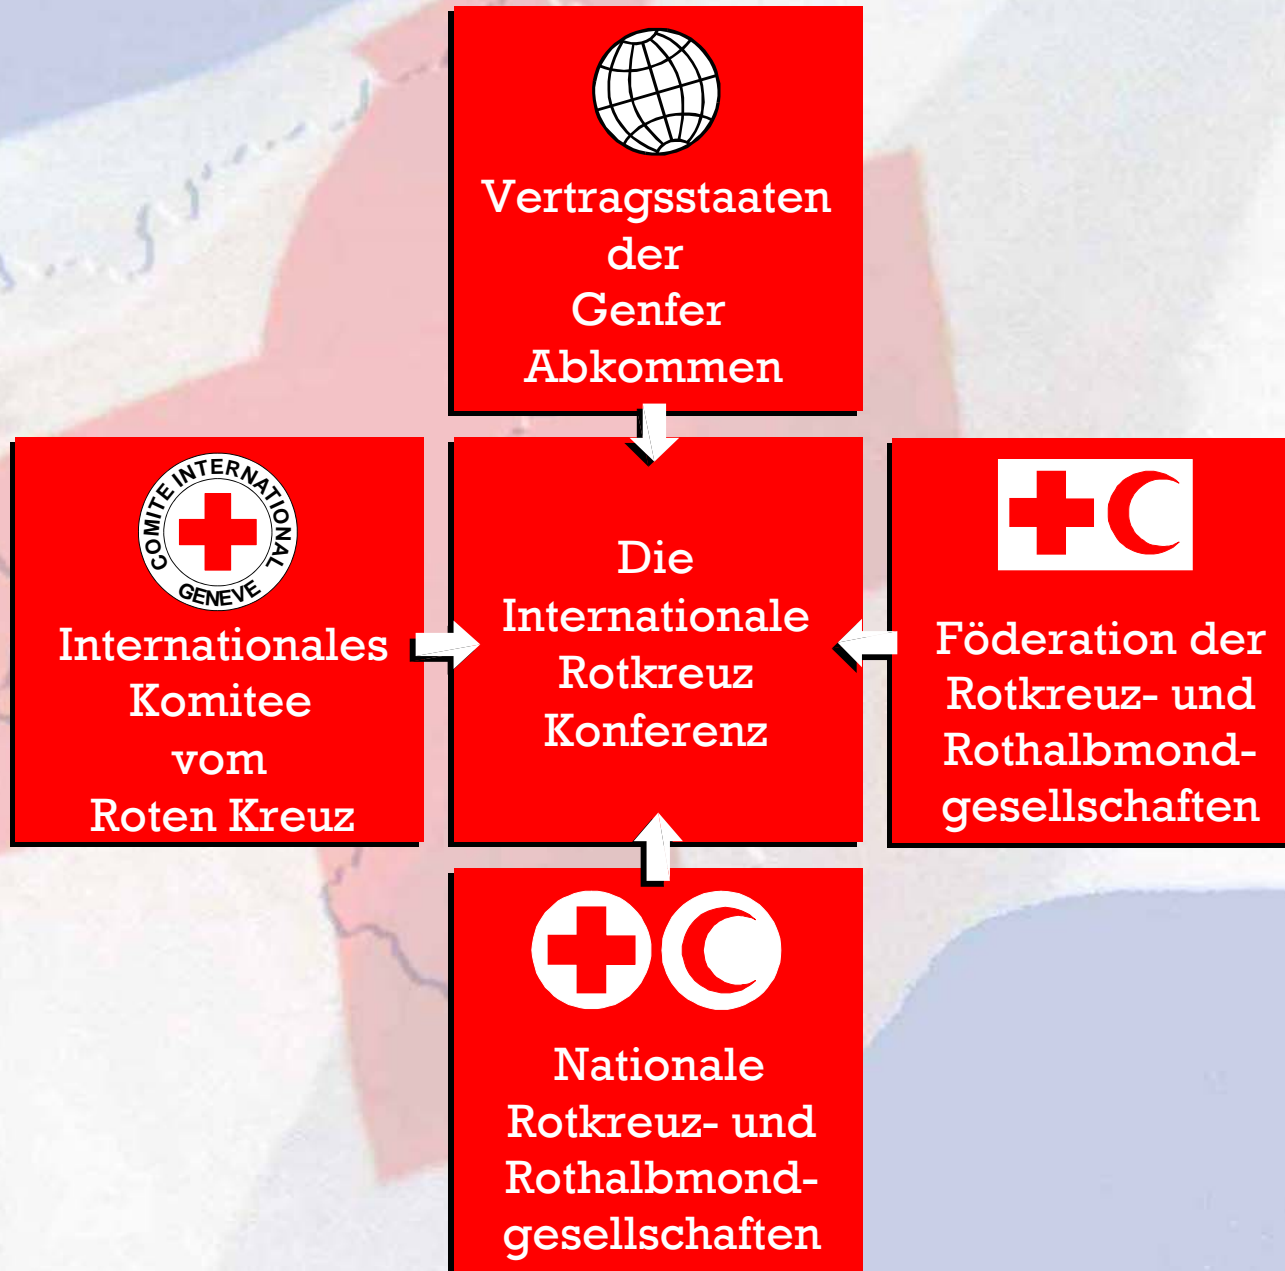 Vertragsstaaten
der
Genfer
Abkommen
COMITE INTERNATIONAL
GENEVE
Internationales
Komitee
vom
Roten Kreuz
Die
Internationale
Rotkreuz
Konferenz
Föderation der
Rotkreuz- und
Rothalbmond-
gesellschaften
Nationale
Rotkreuz- und
Rothalbmond-
gesellschaften